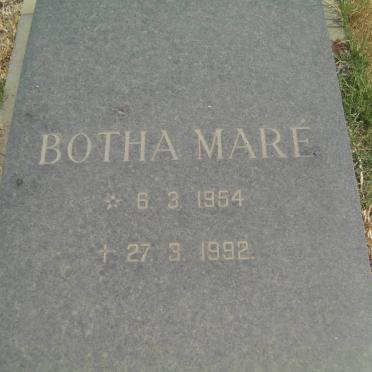 BOTHA MARÉ
☆ 6. 3. 1954
† 27. 3. 1992.